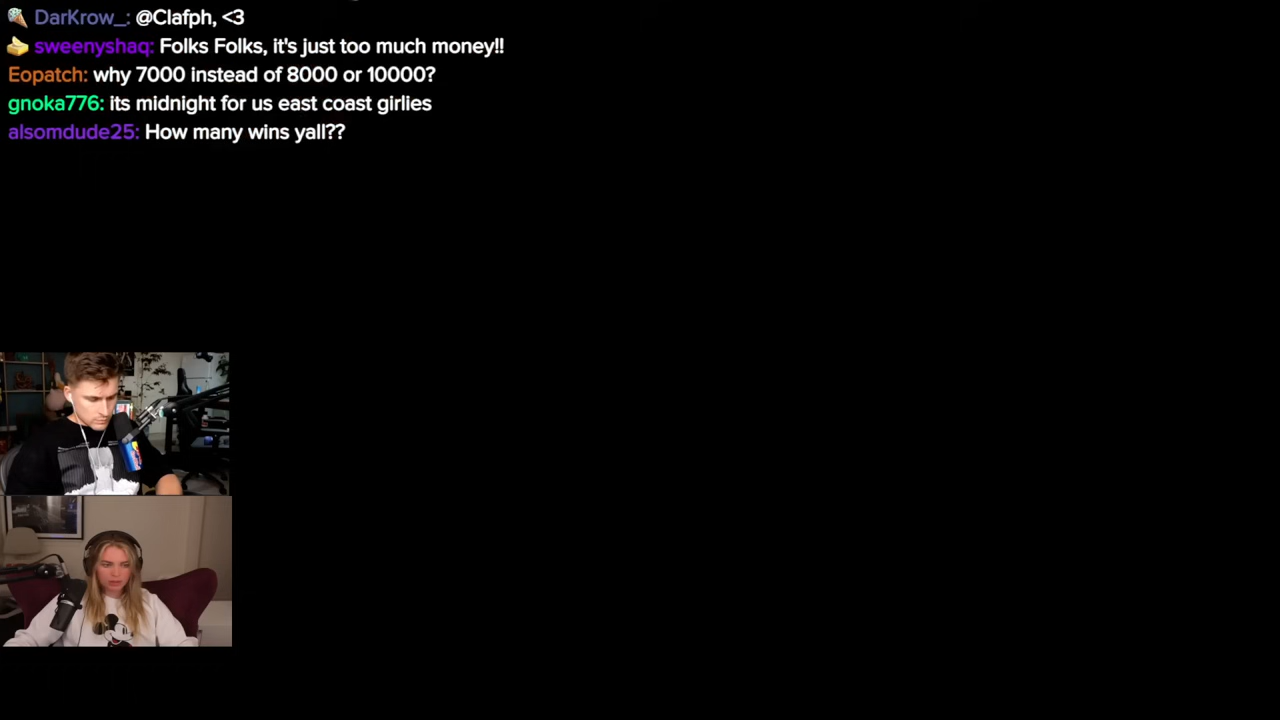 DarKrow_: @Clafph, <3
sweenyshaq: Folks Folks, it's just too much money!!
Eopatch: why 7000 instead of 8000 or 10000?
gnoka776: its midnight for us east coast girlies
alsomdude25: How many wins yall??